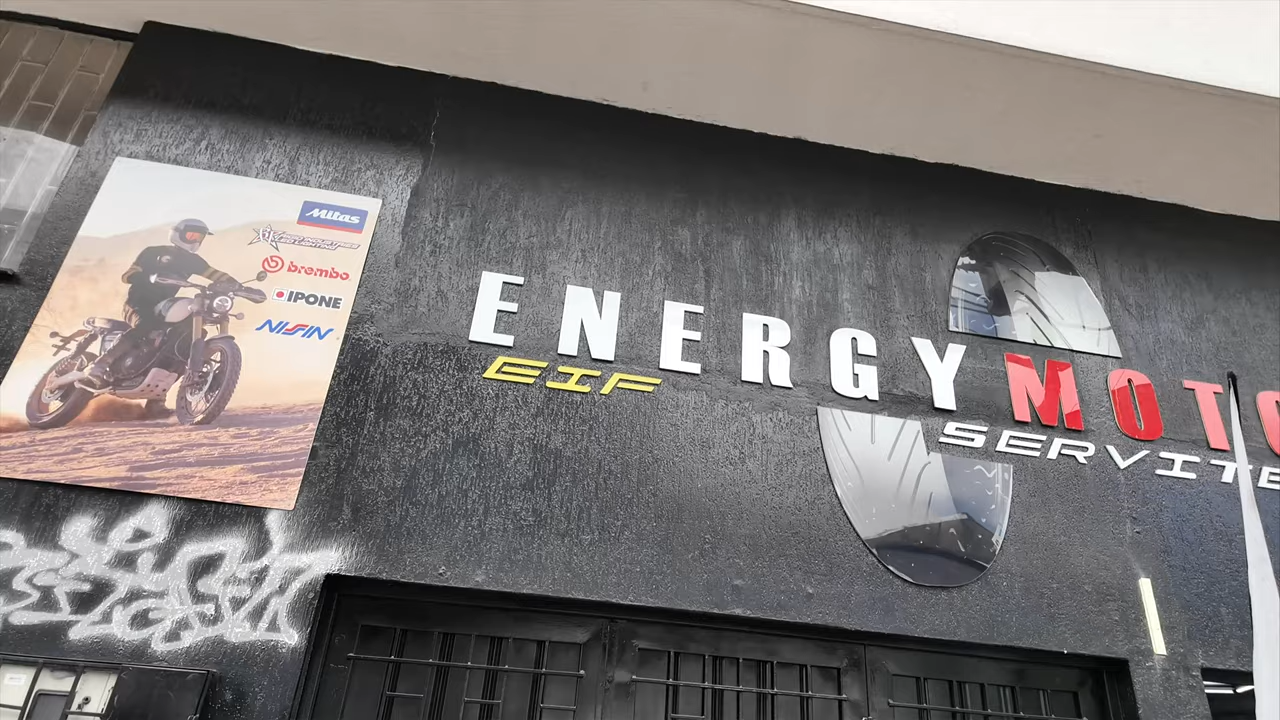 Mitas
brembo
IPONE
NISSIN
ENERGY MOTO
EIF
SERVITE